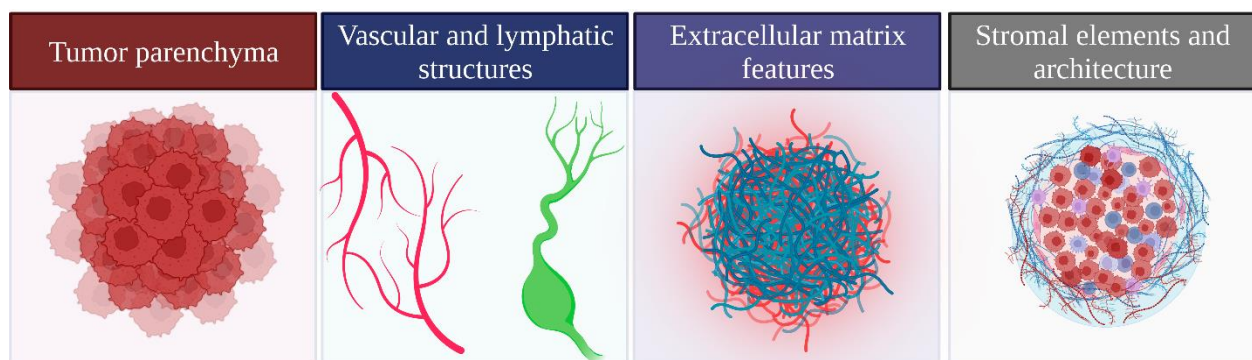 Tumor parenchyma
Vascular and lymphatic
structures
Extracellular matrix
features
Stromal elements and
architecture